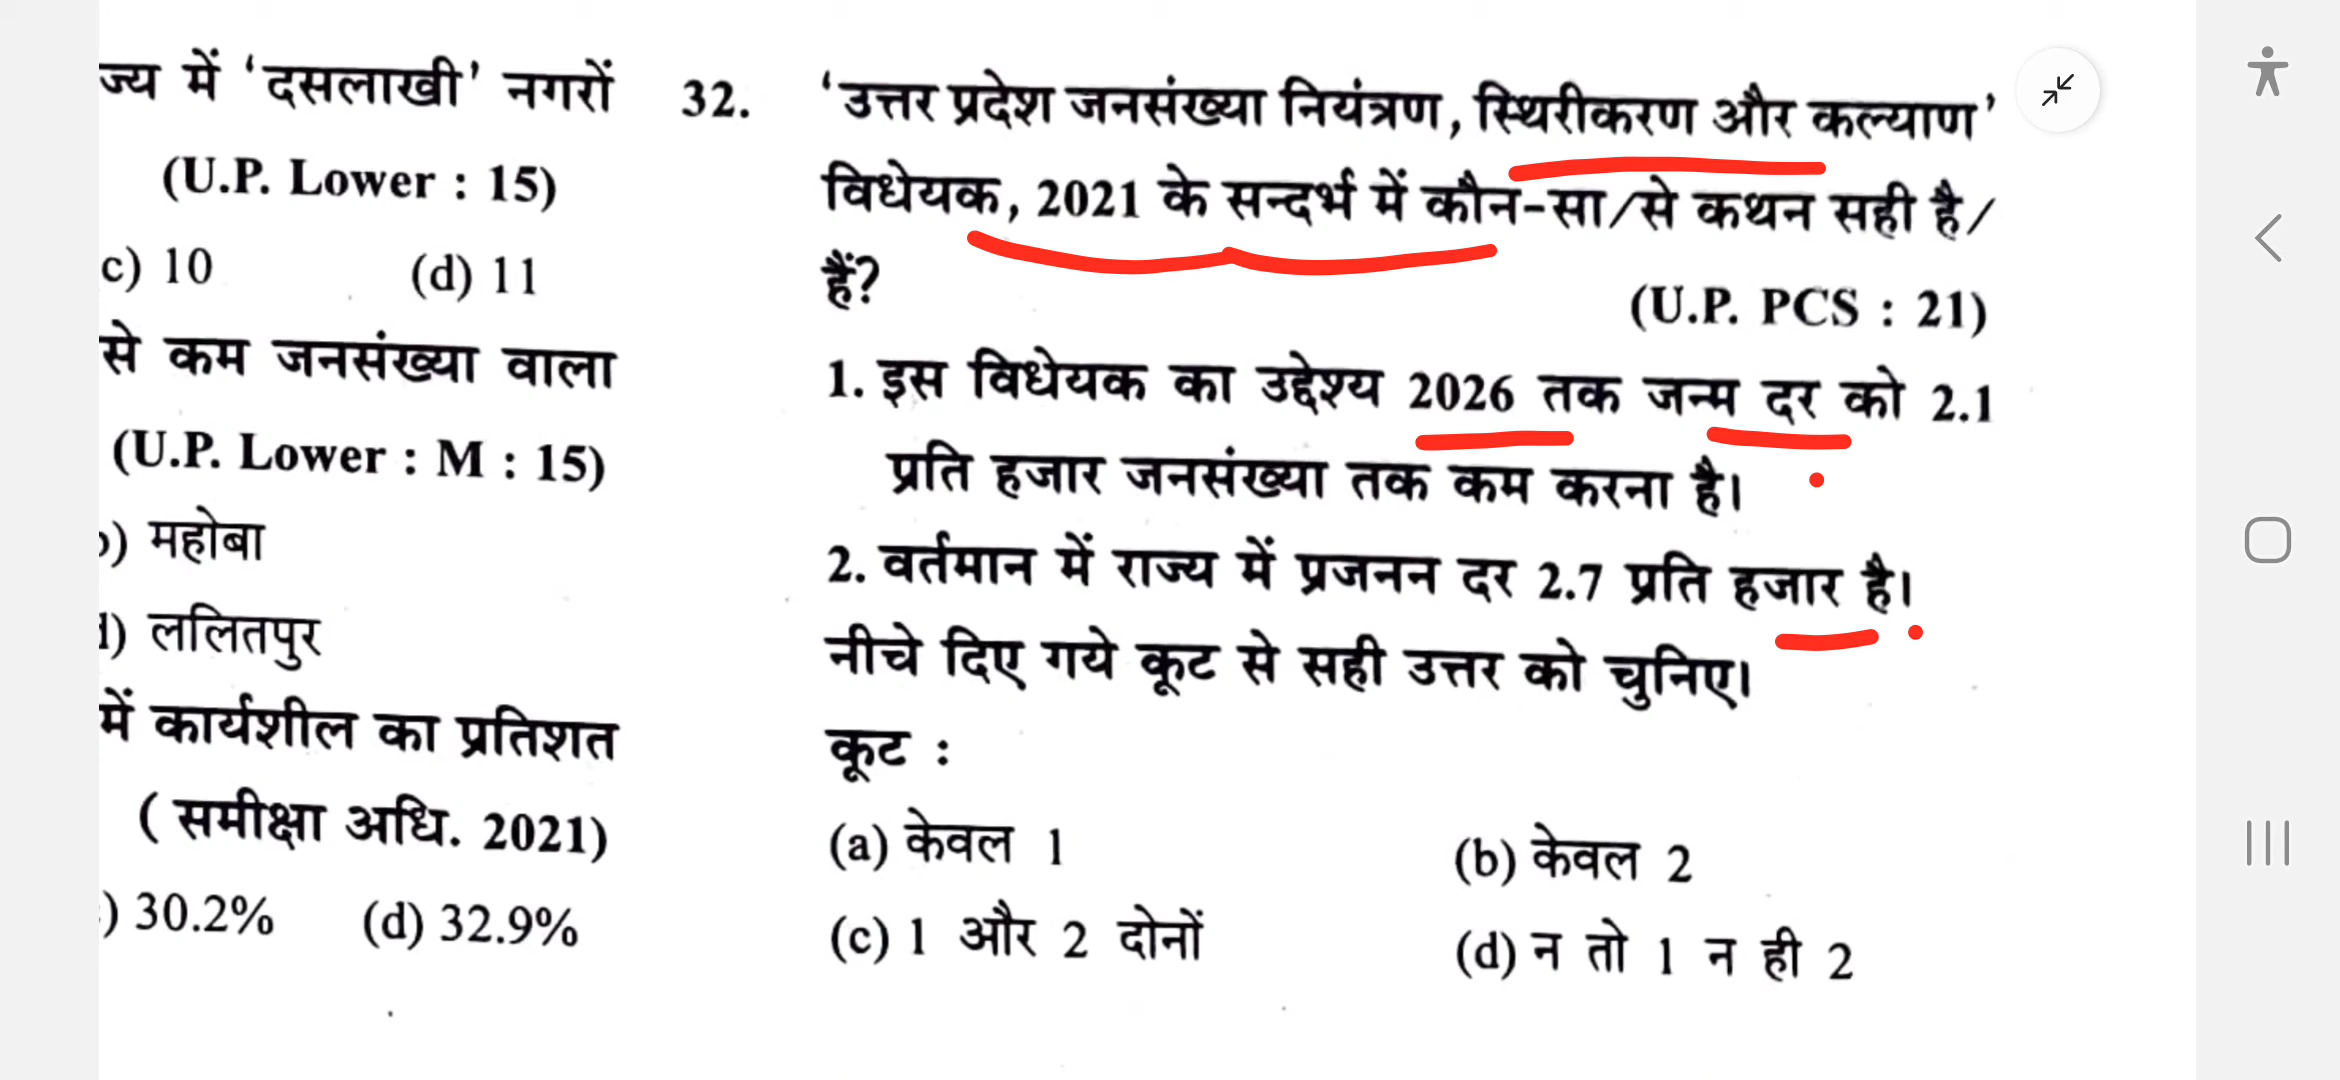 ज्य में ‘दसलाखी’ नगरों
(U.P. Lower : 15)
c) 10 (d) 11
से कम जनसंख्या वाला
(U.P. Lower : M : 15)
) महोबा
) ललितपुर
में कार्यशील का प्रतिशत
( समीक्षा अधि. 2021)
) 30.2% (d) 32.9%
32. ‘उत्तर प्रदेश जनसंख्या नियंत्रण, स्थिरीकरण और कल्याण’
विधेयक, 2021 के सन्दर्भ में कौन-सा/से कथन सही है/
हैं? (U.P. PCS : 21)
1. इस विधेयक का उद्देश्य 2026 तक जन्म दर को 2.1
प्रति हजार जनसंख्या तक कम करना है।
2. वर्तमान में राज्य में प्रजनन दर 2.7 प्रति हजार है।
नीचे दिए गये कूट से सही उत्तर को चुनिए।
कूट :
(a) केवल 1 (b) केवल 2
(c) 1 और 2 दोनों (d) न तो 1 न ही 2